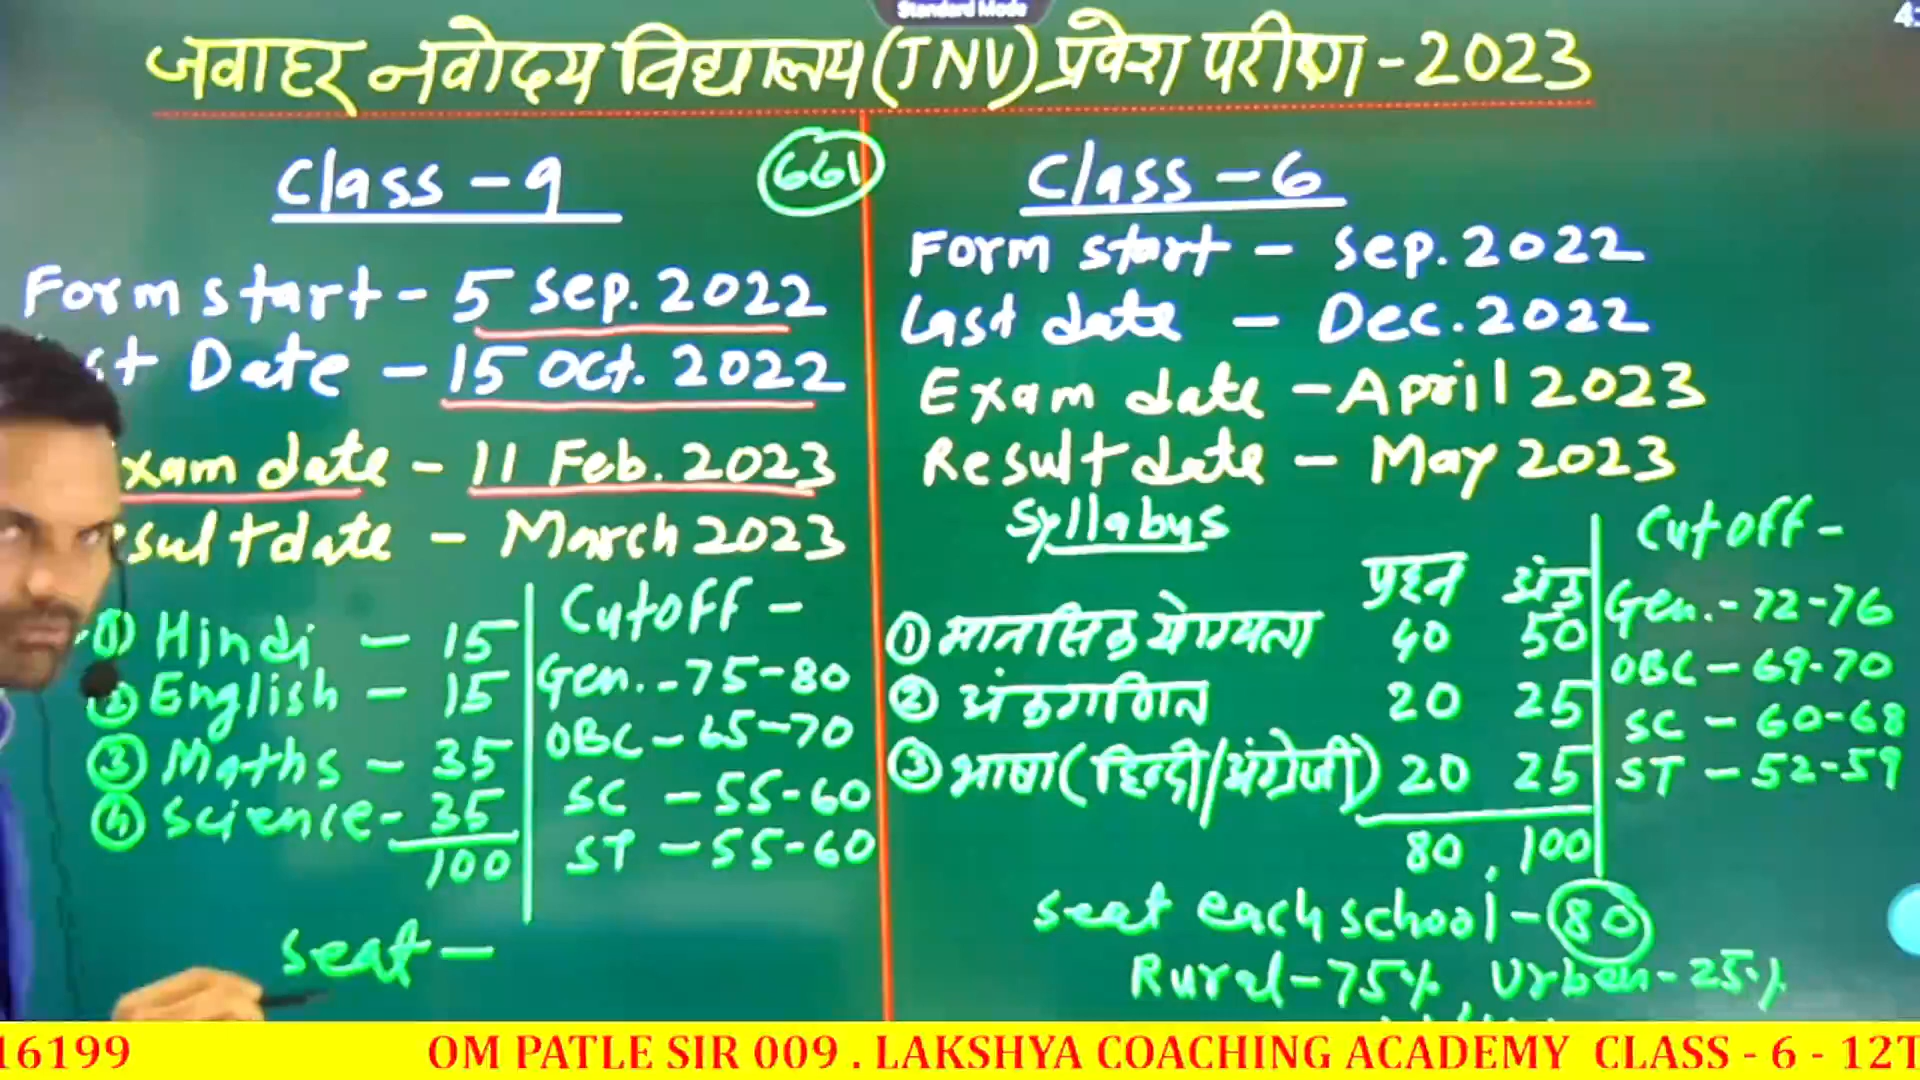 Standard Mode
4:
जवाहर नवोदय विद्यालय (JNV) प्रवेश परीक्षा - 2023
661
Class - 9
Form start - 5 Sep. 2022
st Date - 15 Oct. 2022
xam date - 11 Feb. 2023
sult date - March 2023
① Hindi - 15
② English - 15
③ Maths - 35
④ Science - 35
100
Cutoff -
Gen. - 75-80
OBC - 65-70
SC - 55-60
ST - 55-60
seat -
Class - 6
Form start - Sep. 2022
Last date - Dec. 2022
Exam date - April 2023
Result date - May 2023
Syllabus
प्रश्न अंक
① मानसिक योग्यता 40 50
② अंकगणित 20 25
③ भाषा (हिन्दी/अंग्रेजी) 20 25
80 , 100
Cutoff -
Gen. - 72-76
OBC - 69-70
SC - 60-68
ST - 52-59
seat each school - 80
Rural - 75% , Urban - 25%
16199 OM PATLE SIR 009 . LAKSHYA COACHING ACADEMY CLASS - 6 - 12T